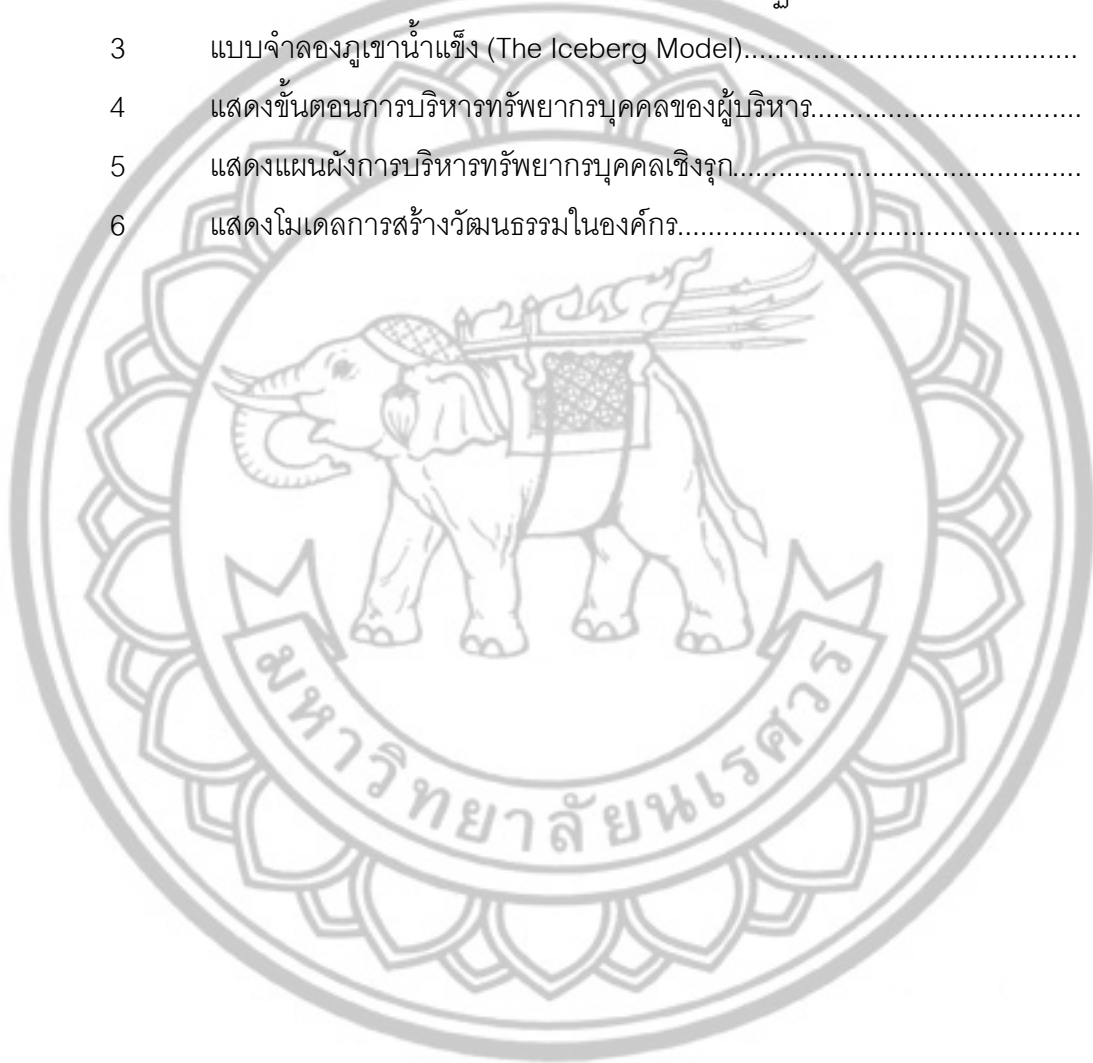 3 แบบจำลองภูเขาน้ำแข็ง (The Iceberg Model)..........................................
4 แสดงขั้นตอนการบริหารทรัพยากรบุคคลของผู้บริหาร..................................
5 แสดงแผนผังการบริหารทรัพยากรบุคคลเชิงรุก............................................
6 แสดงโมเดลการสร้างวัฒนธรรมในองค์กร...................................................
มหาวิทยาลัยนเรศวร